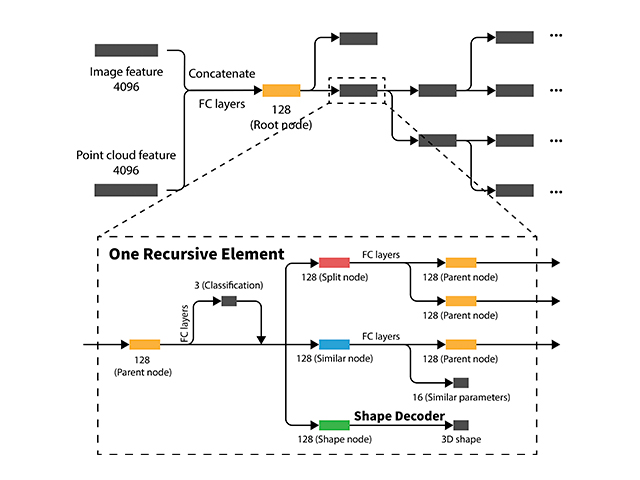 Image feature
4096
Concatenate
FC layers
128
(Root node)
Point cloud feature
4096
...
...
...
...
One Recursive Element
3 (Classification)
FC layers
128
(Parent node)
FC layers
128 (Split node)
128 (Parent node)
128 (Parent node)
FC layers
128 (Similar node)
128 (Parent node)
16 (Similar parameters)
Shape Decoder
128 (Shape node)
3D shape